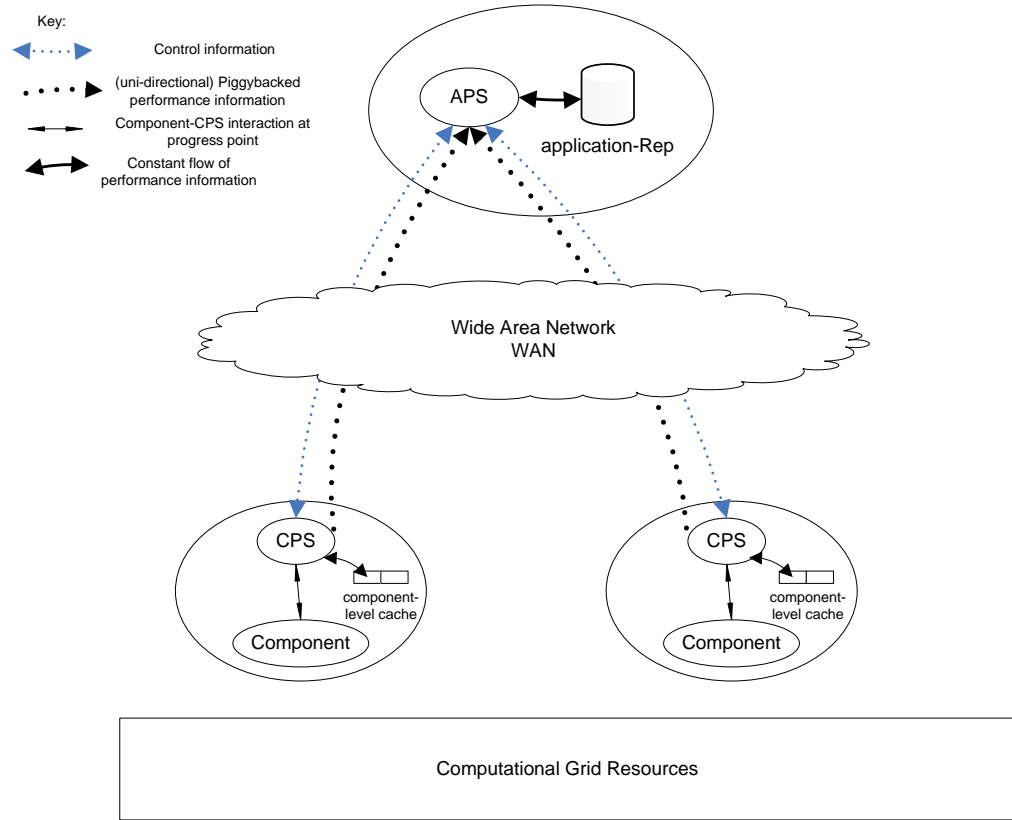 Key:
Control information
(uni-directional) Piggybacked
performance information
Component-CPS interaction at
progress point
Constant flow of
performance information
APS
application-Rep
Wide Area Network
WAN
CPS
component-
level cache
Component
CPS
component-
level cache
Component
Computational Grid Resources